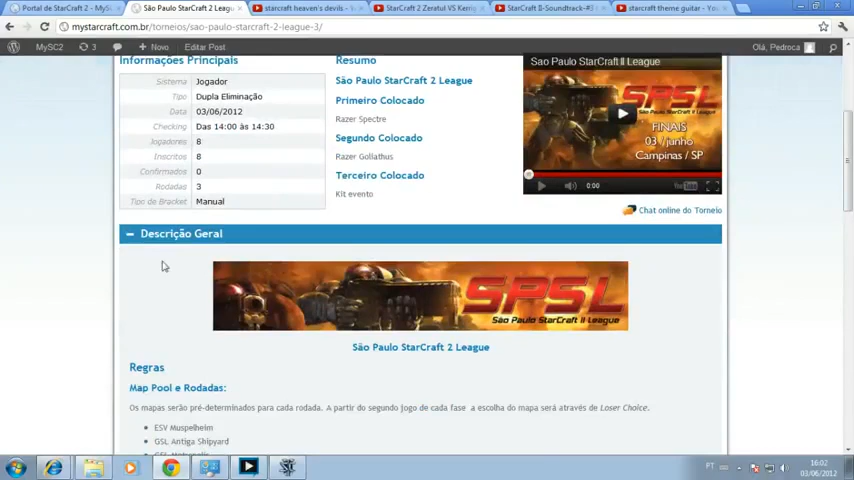 Portal de StarCraft 2 - MyS
São Paulo StarCraft 2 Leagu
starcraft heaven's devils -
StarCraft 2 Zeratul VS Kerrig
StarCraft II-Soundtrack-#3
starcraft theme guitar - You
mystarcraft.com.br/torneios/sao-paulo-starcraft-2-league-3/
MySC2 3 Novo Editar Post Olá, Pedroca
Informações Principais
Sistema Jogador
Tipo Dupla Eliminação
Data 03/06/2012
Checking Das 14:00 às 14:30
Jogadores 8
Inscritos 8
Confirmados 0
Rodadas 3
Tipo de Bracket Manual
Resumo
São Paulo StarCraft 2 League
Primeiro Colocado
Razer Spectre
Segundo Colocado
Razer Goliathus
Terceiro Colocado
Kit evento
Sao Paulo StarCraft II League
SPSL
FINAIS
03 /junho
Campinas / SP
0:00
YouTube
Chat online do Torneio
Descrição Geral
SPSL
São Paulo StarCraft II League
São Paulo StarCraft 2 League
Regras
Map Pool e Rodadas:
Os mapas serão pré-determinados para cada rodada. A partir do segundo jogo de cada fase a escolha do mapa será através de Loser Choice.
ESV Muspelheim
GSL Antiga Shipyard
PT
16:02
03/06/2012